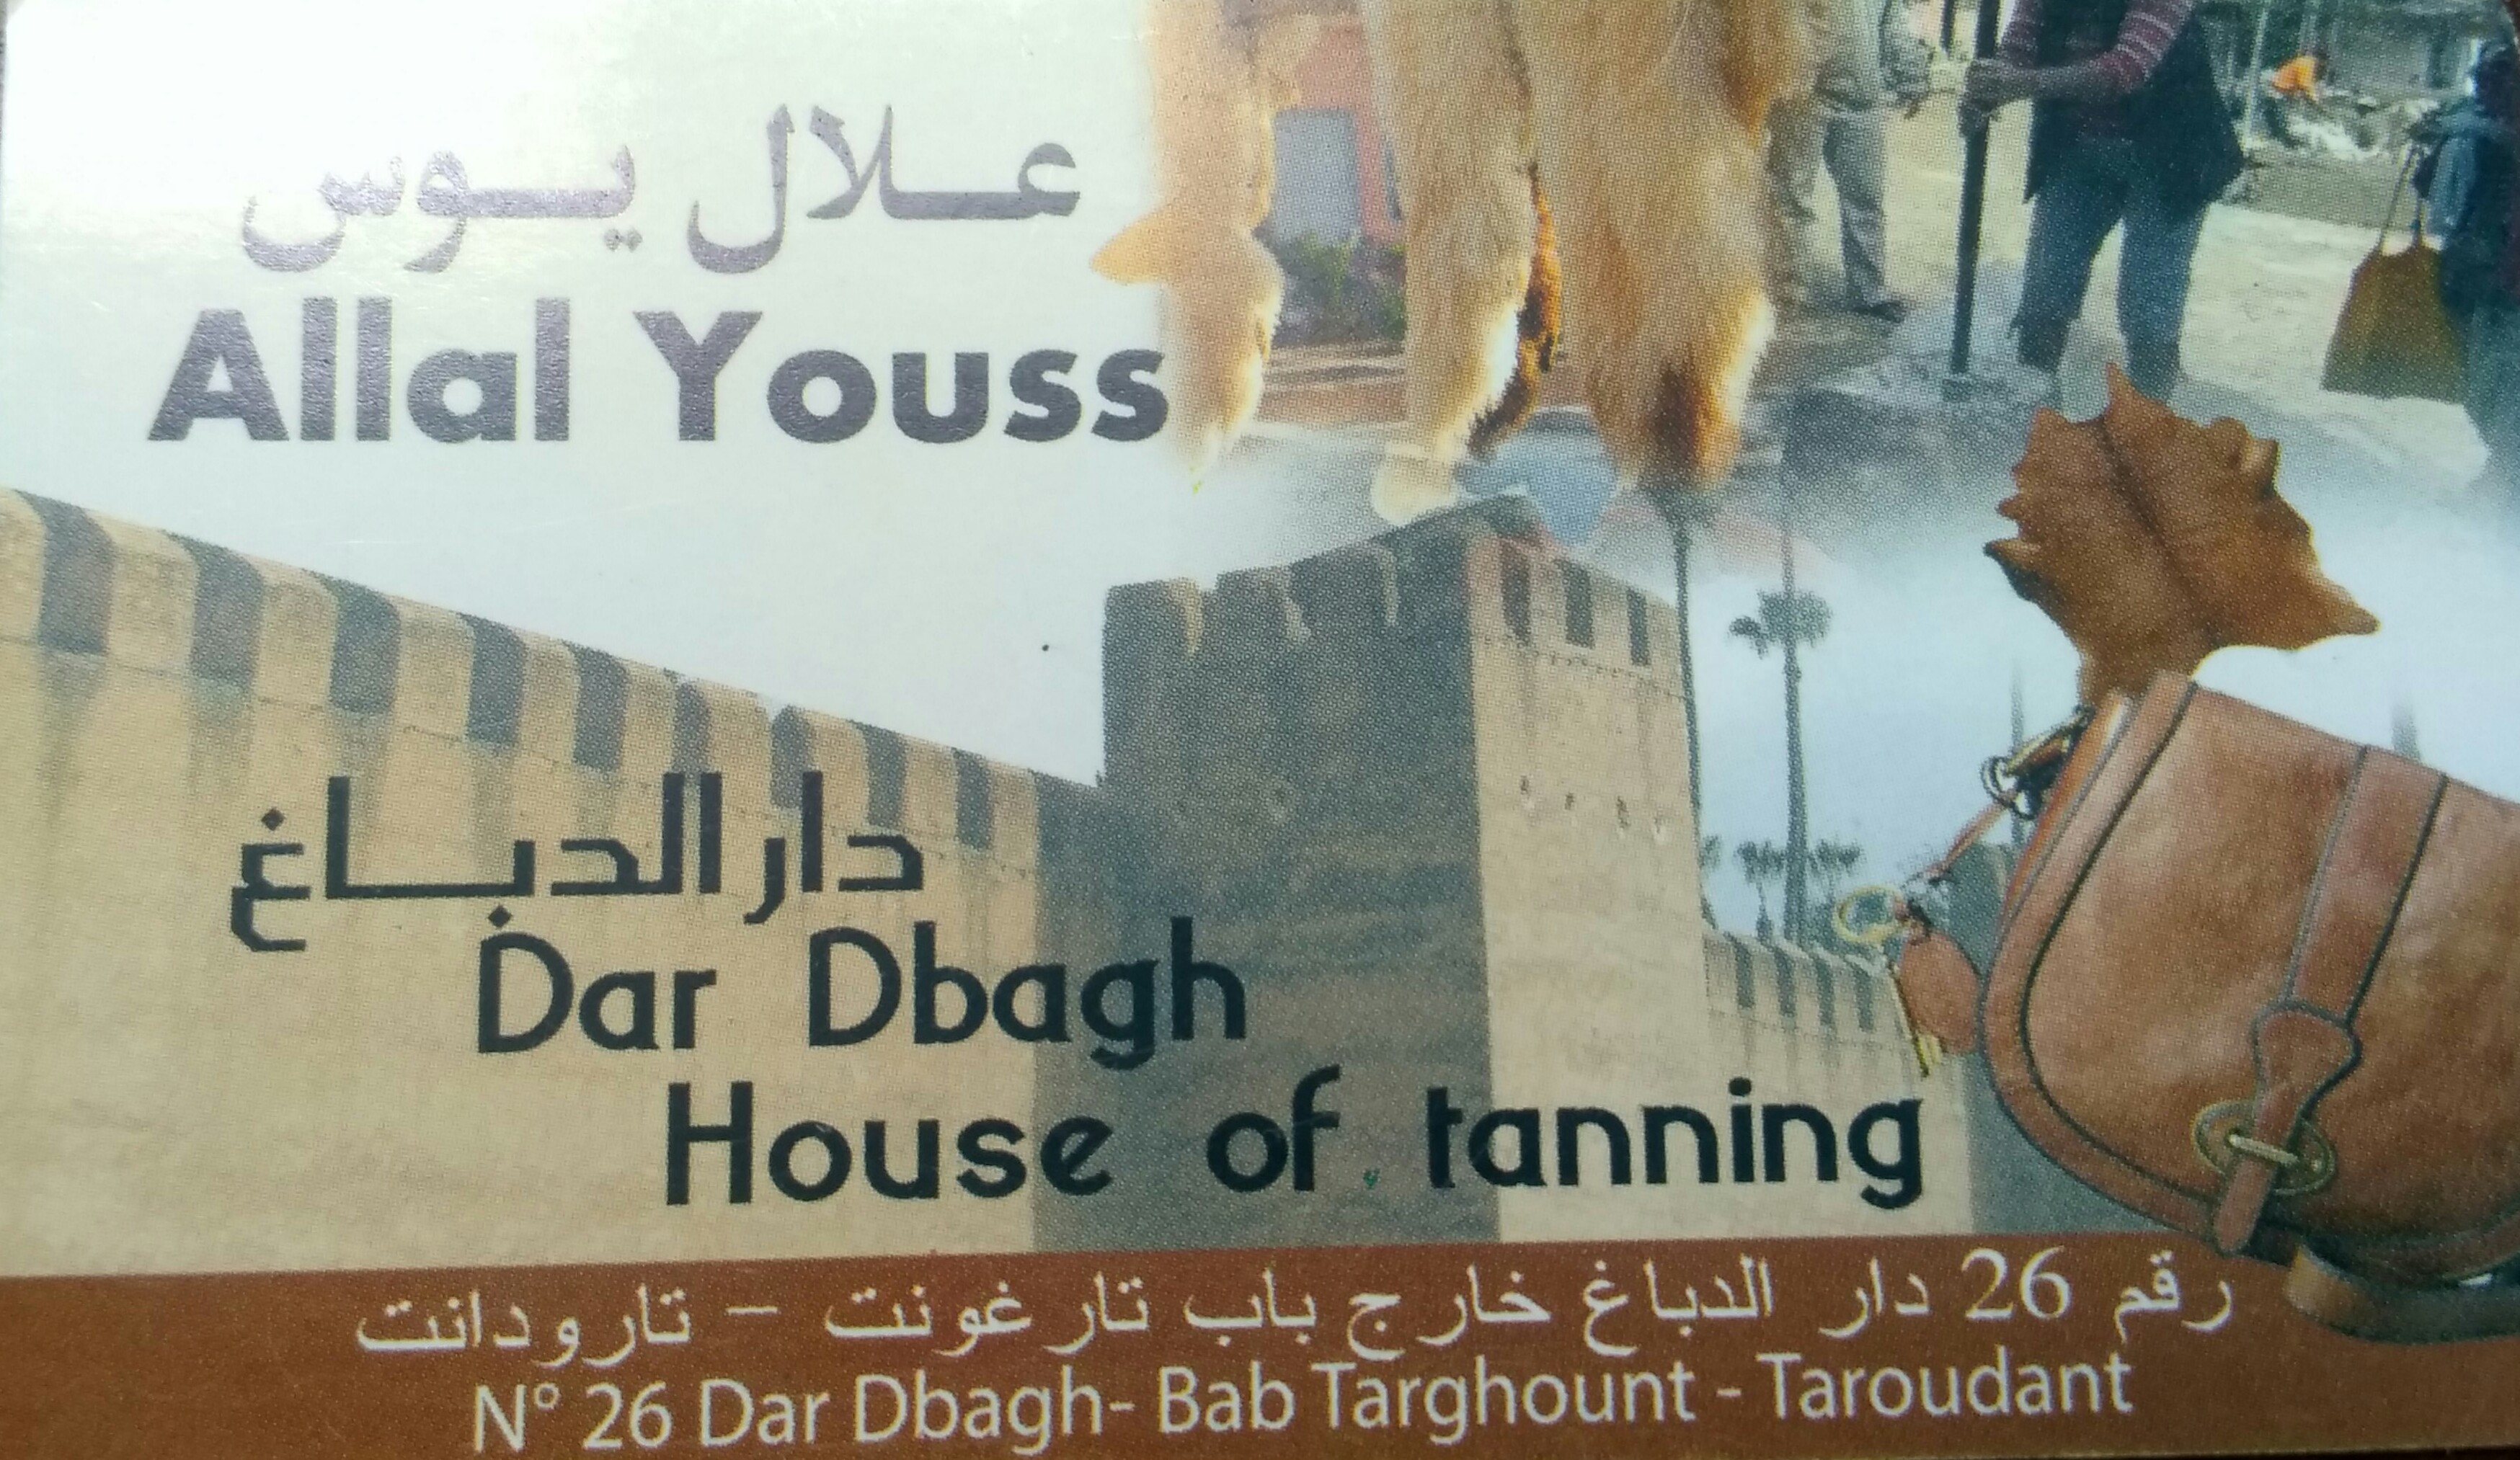 علال يوس
Allal Youss
دار الدباغ
Dar Dbagh
House of tanning
رقم 26 دار الدباغ خارج باب تارغونت – تارودانت
N° 26 Dar Dbagh- Bab Targhount - Taroudant